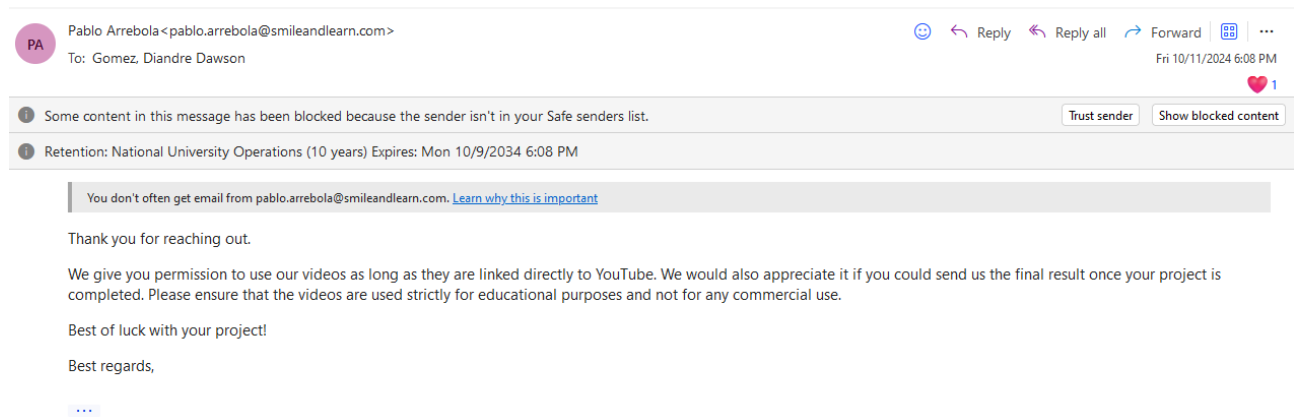 PA
Pablo Arrebola<pablo.arrebola@smileandlearn.com>
To: Gomez, Diandre Dawson
Reply
Reply all
Forward
...
Fri 10/11/2024 6:08 PM
1
Some content in this message has been blocked because the sender isn't in your Safe senders list.
Trust sender
Show blocked content
Retention: National University Operations (10 years) Expires: Mon 10/9/2034 6:08 PM
You don't often get email from pablo.arrebola@smileandlearn.com. Learn why this is important
Thank you for reaching out.
We give you permission to use our videos as long as they are linked directly to YouTube. We would also appreciate it if you could send us the final result once your project is
completed. Please ensure that the videos are used strictly for educational purposes and not for any commercial use.
Best of luck with your project!
Best regards,
...